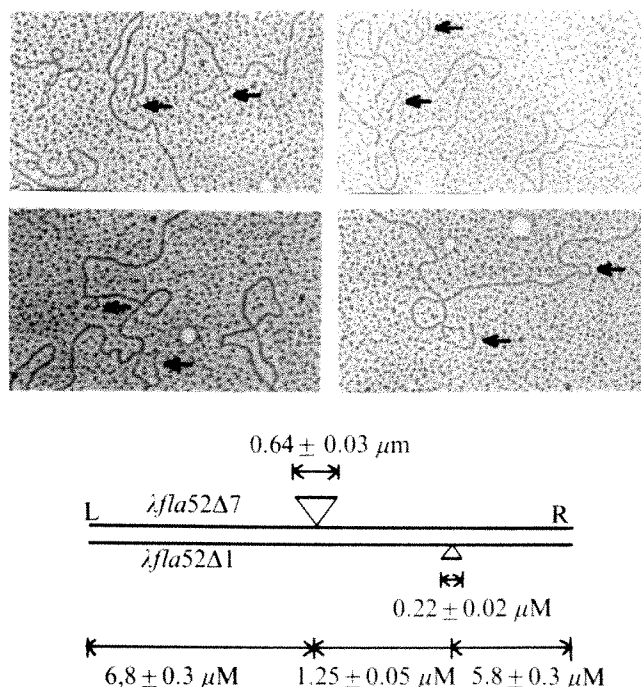 0.64 ± 0.03 μm
L λfla52Δ7 R
λfla52Δ1
0.22 ± 0.02 μM
6,8 ± 0.3 μM 1.25 ± 0.05 μM 5.8 ± 0.3 μM